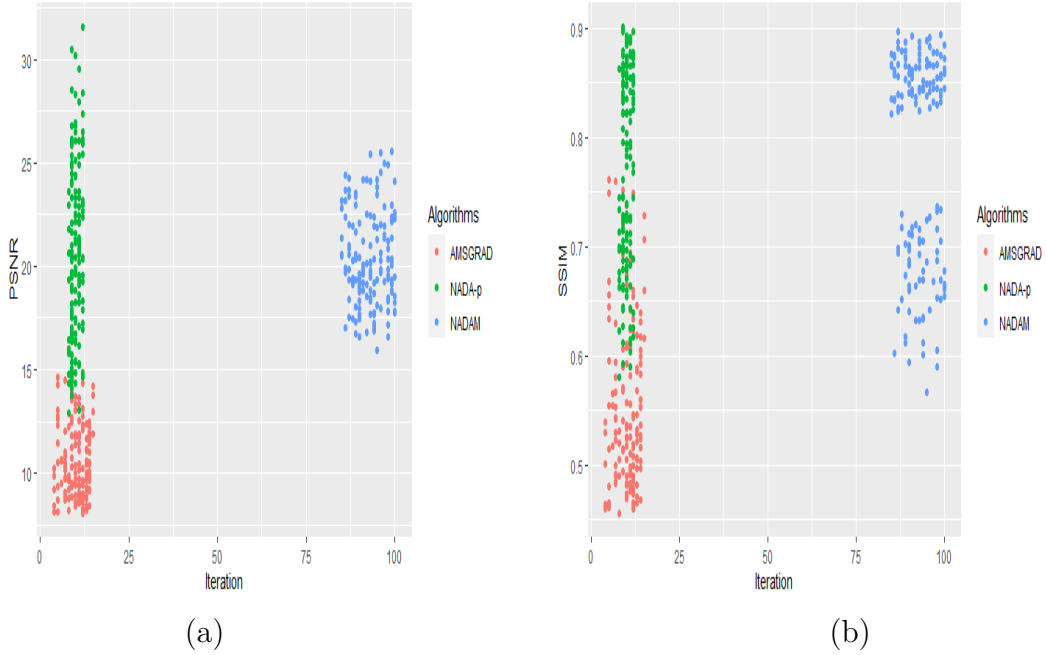 PSNR
30
25
20
15
10
0
25
50
75
100
Iteration
Algorithms
AMSGRAD
NADA-p
NADAM
(a)
SSIM
0.9
0.8
0.7
0.6
0.5
0
25
50
75
100
Iteration
Algorithms
AMSGRAD
NADA-p
NADAM
(b)